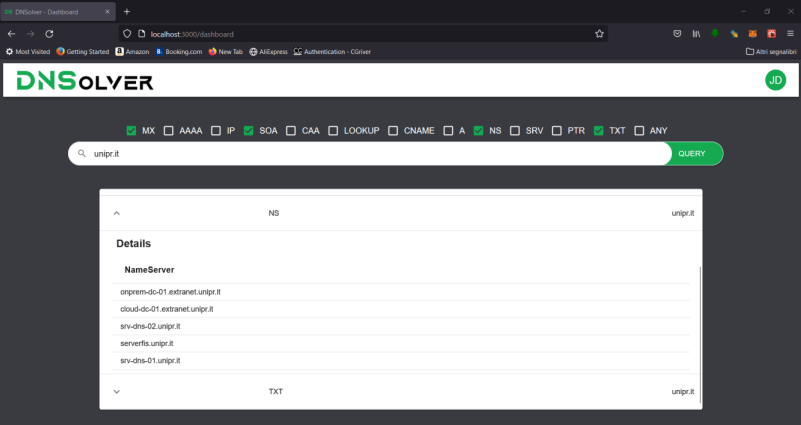 DN DNSolver - Dashboard
localhost:3000/dashboard
Most Visited Getting Started Amazon Booking.com New Tab AliExpress Authentication - CGriver Altri segnalibri
DNSOLVER JD
MX AAAA IP SOA CAA LOOKUP CNAME A NS SRV PTR TXT ANY
unipr.it QUERY
NS unipr.it
Details
NameServer
onprem-dc-01.extranet.unipr.it
cloud-dc-01.extranet.unipr.it
srv-dns-02.unipr.it
serverfis.unipr.it
srv-dns-01.unipr.it
TXT unipr.it